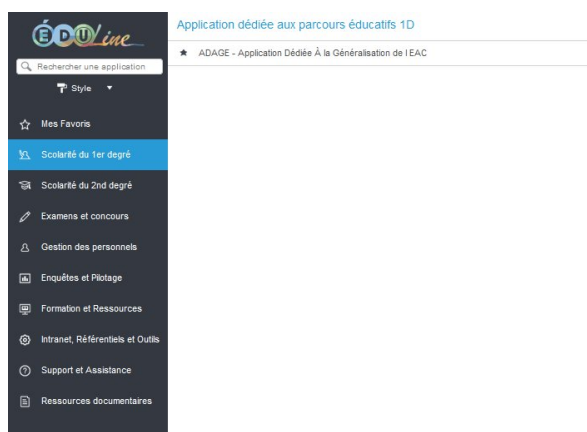 ÉDULine
Rechercher une application
Style
Mes Favoris
Scolarité du 1er degré
Scolarité du 2nd degré
Examens et concours
Gestion des personnels
Enquêtes et Pilotage
Formation et Ressources
Intranet, Référentiels et Outils
Support et Assistance
Ressources documentaires
Application dédiée aux parcours éducatifs 1D
ADAGE - Application Dédiée À la Généralisation de l EAC